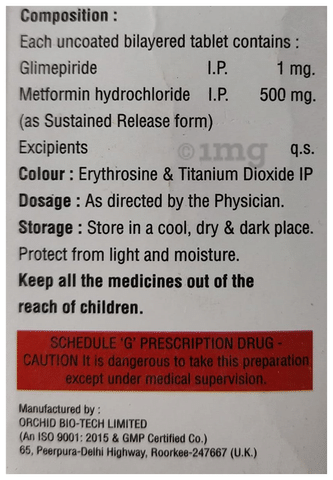 Composition :
Each uncoated bilayered tablet contains :
Glimepiride I.P. 1 mg.
Metformin hydrochloride I.P. 500 mg.
(as Sustained Release form)
Excipients q.s.
©1mg
Colour : Erythrosine & Titanium Dioxide IP
Dosage : As directed by the Physician.
Storage : Store in a cool, dry & dark place.
Protect from light and moisture.
Keep all the medicines out of the
reach of children.
SCHEDULE 'G' PRESCRIPTION DRUG -
CAUTION It is dangerous to take this preparation
except under medical supervision.
Manufactured by :
ORCHID BIO-TECH LIMITED
(An ISO 9001: 2015 & GMP Certified Co.)
65, Peerpura-Delhi Highway, Roorkee-247667 (U.K.)